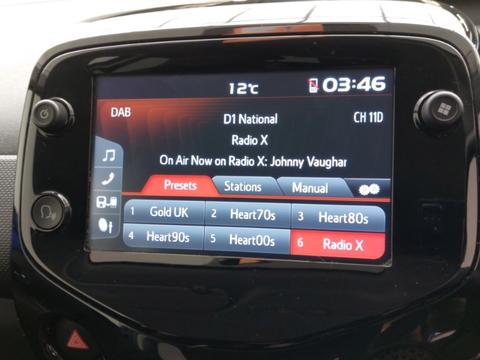 12℃ 03:46
DAB D1 National CH 11D
Radio X
On Air Now on Radio X: Johnny Vaughar
Presets Stations Manual
1 Gold UK 2 Heart70s 3 Heart80s
4 Heart90s 5 Heart00s 6 Radio X